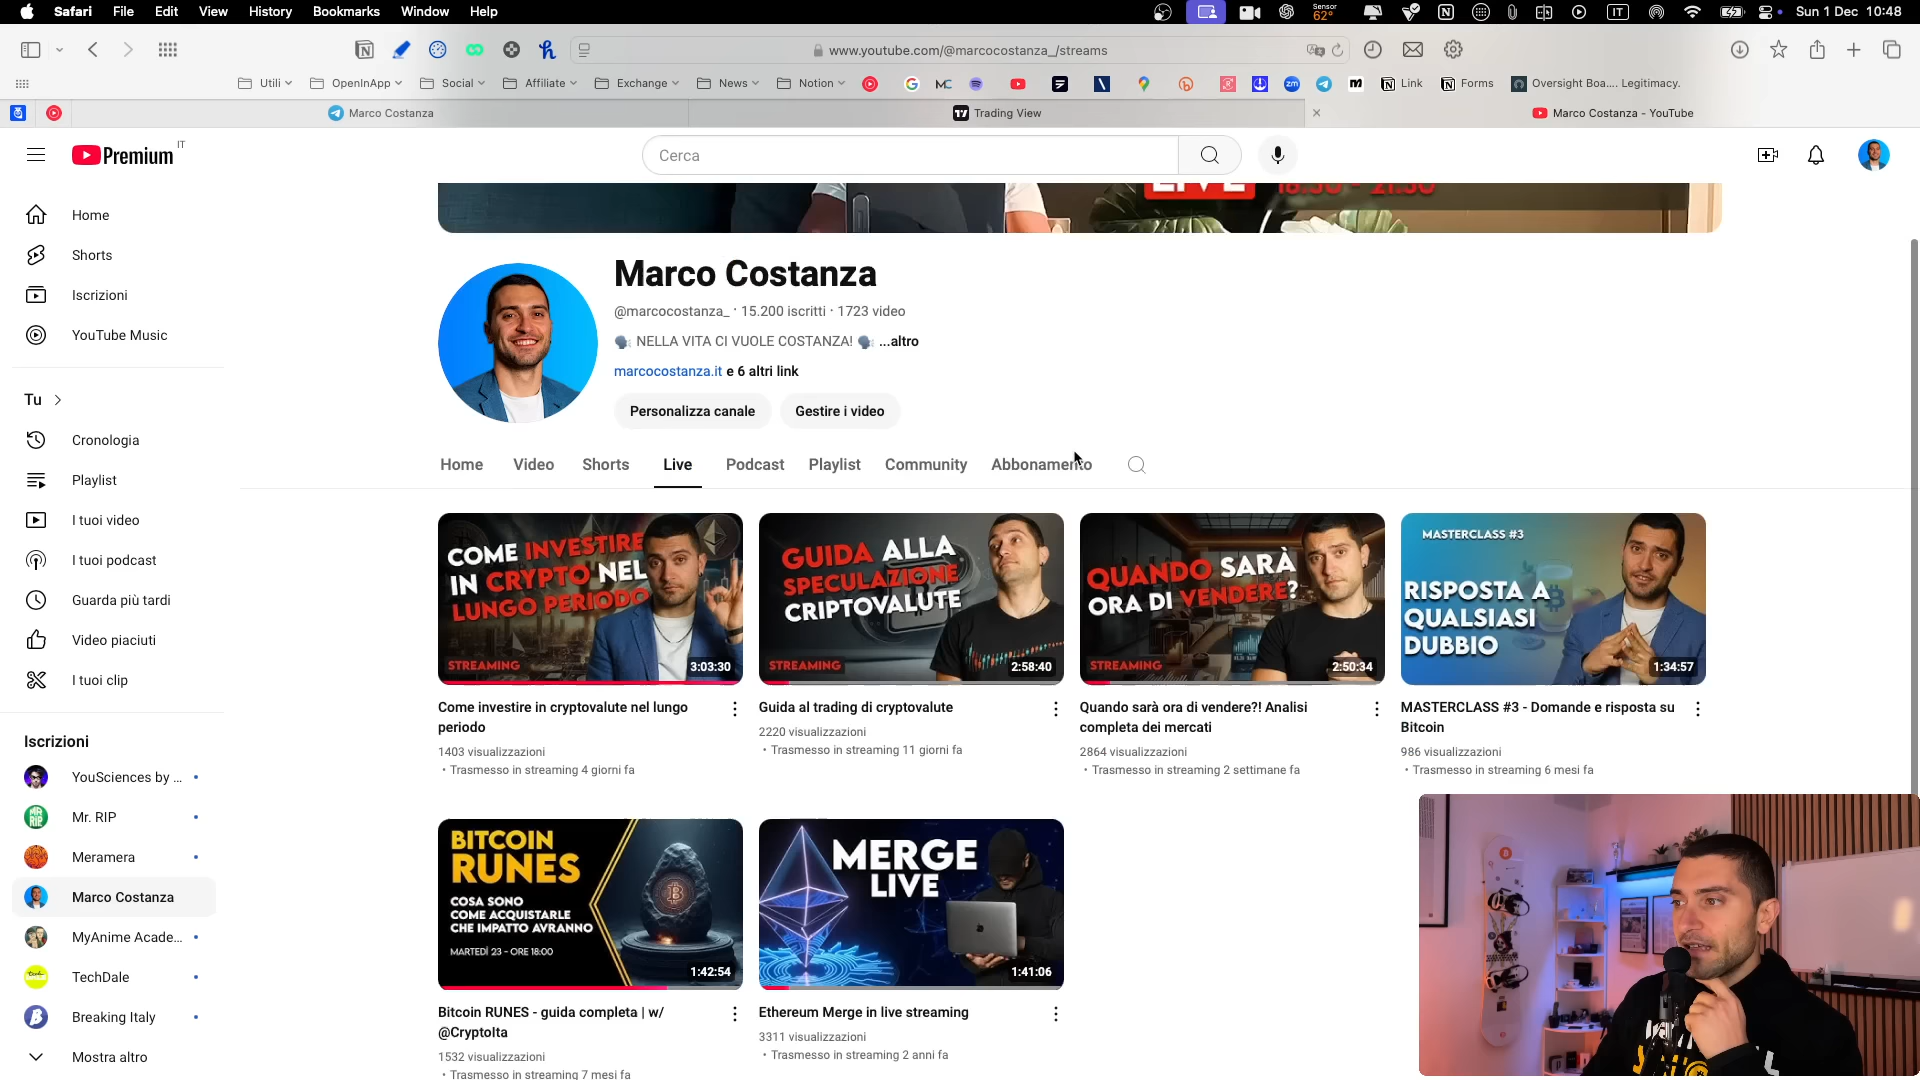 Safari File Edit View History Bookmarks Window Help
Sensor 62° IT Sun 1 Dec 10:48
www.youtube.com/@marcocostanza_/streams
Utili OpenInApp Social Affiliate Exchange News Notion Link Forms Oversight Boa.... Legitimacy.
Marco Costanza
Trading View
Marco Costanza - YouTube
Premium IT
Cerca
LIVE 18:30 - 21:30
Home
Shorts
Iscrizioni
YouTube Music
Tu
Cronologia
Playlist
I tuoi video
I tuoi podcast
Guarda più tardi
Video piaciuti
I tuoi clip
Iscrizioni
YouSciences by ...
Mr. RIP
Meramera
Marco Costanza
MyAnime Acade...
TechDale
Breaking Italy
Mostra altro
Marco Costanza
@marcocostanza_ · 15.200 iscritti · 1723 video
NELLA VITA CI VUOLE COSTANZA! ...altro
marcocostanza.it e 6 altri link
Personalizza canale
Gestire i video
Home Video Shorts Live Podcast Playlist Community Abbonamento
COME INVESTIRE
IN CRYPTO NEL
LUNGO PERIODO
STREAMING
3:03:30
Come investire in cryptovalute nel lungo
periodo
1403 visualizzazioni
• Trasmesso in streaming 4 giorni fa
GUIDA ALLA
SPECULAZIONE
CRIPTOVALUTE
STREAMING
2:58:40
Guida al trading di cryptovalute
2220 visualizzazioni
• Trasmesso in streaming 11 giorni fa
QUANDO SARÀ
ORA DI VENDERE?
STREAMING
2:50:34
Quando sarà ora di vendere?! Analisi
completa dei mercati
2864 visualizzazioni
• Trasmesso in streaming 2 settimane fa
MASTERCLASS #3
RISPOSTA A
QUALSIASI
DUBBIO
1:34:57
MASTERCLASS #3 - Domande e risposta su
Bitcoin
986 visualizzazioni
• Trasmesso in streaming 6 mesi fa
BITCOIN
RUNES
COSA SONO
COME ACQUISTARLE
CHE IMPATTO AVRANNO
MARTEDÌ 23 - ORE 18:00
1:42:54
Bitcoin RUNES - guida completa | w/
@CryptoIta
1532 visualizzazioni
• Trasmesso in streaming 7 mesi fa
MERGE
LIVE
1:41:06
Ethereum Merge in live streaming
3311 visualizzazioni
• Trasmesso in streaming 2 anni fa